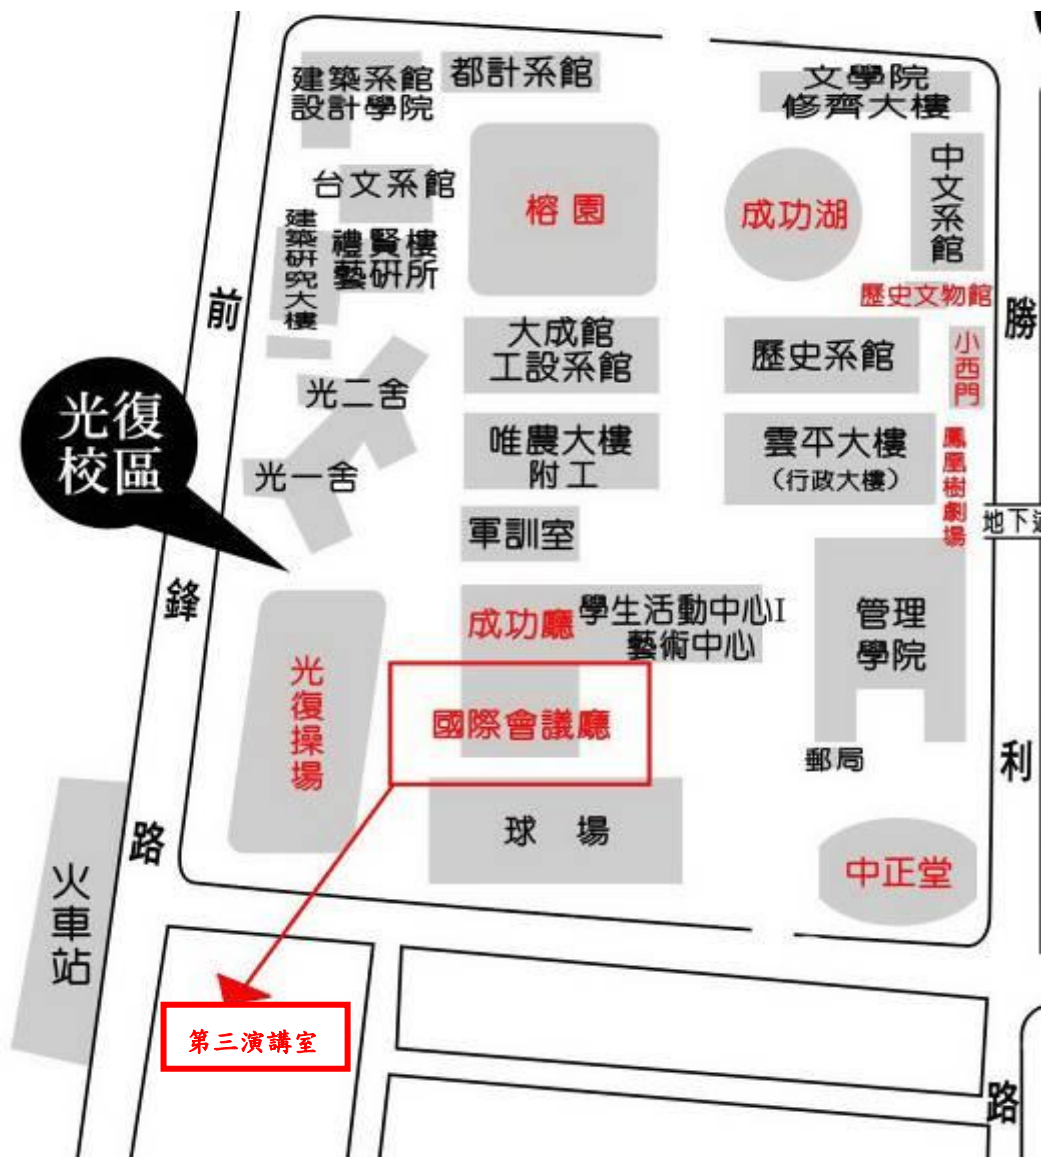 建築系館
設計學院
都計系館
文學院
修齊大樓
中文系館
台文系館
榕園
成功湖
建築研究大樓
禮賢樓
藝研所
歷史文物館
前鋒路
勝利路
大成館
工設系館
歷史系館
小西門
光二舍
光復
校區
唯農大樓
附工
雲平大樓
(行政大樓)
鳳凰樹劇場
光一舍
軍訓室
地下道
成功廳
學生活動中心I
藝術中心
管理
學院
光復操場
國際會議廳
郵局
球 場
中正堂
火車站
第三演講室